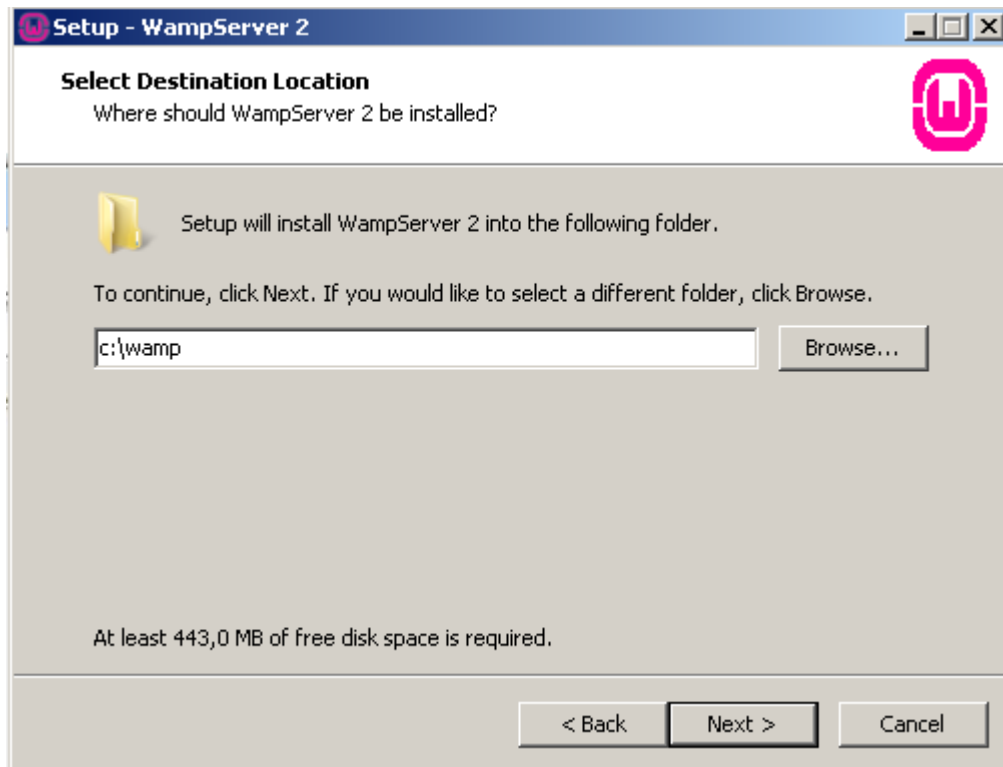 Setup - WampServer 2
Select Destination Location
Where should WampServer 2 be installed?
Setup will install WampServer 2 into the following folder.
To continue, click Next. If you would like to select a different folder, click Browse.
c:\wamp
Browse...
At least 443,0 MB of free disk space is required.
< Back
Next >
Cancel